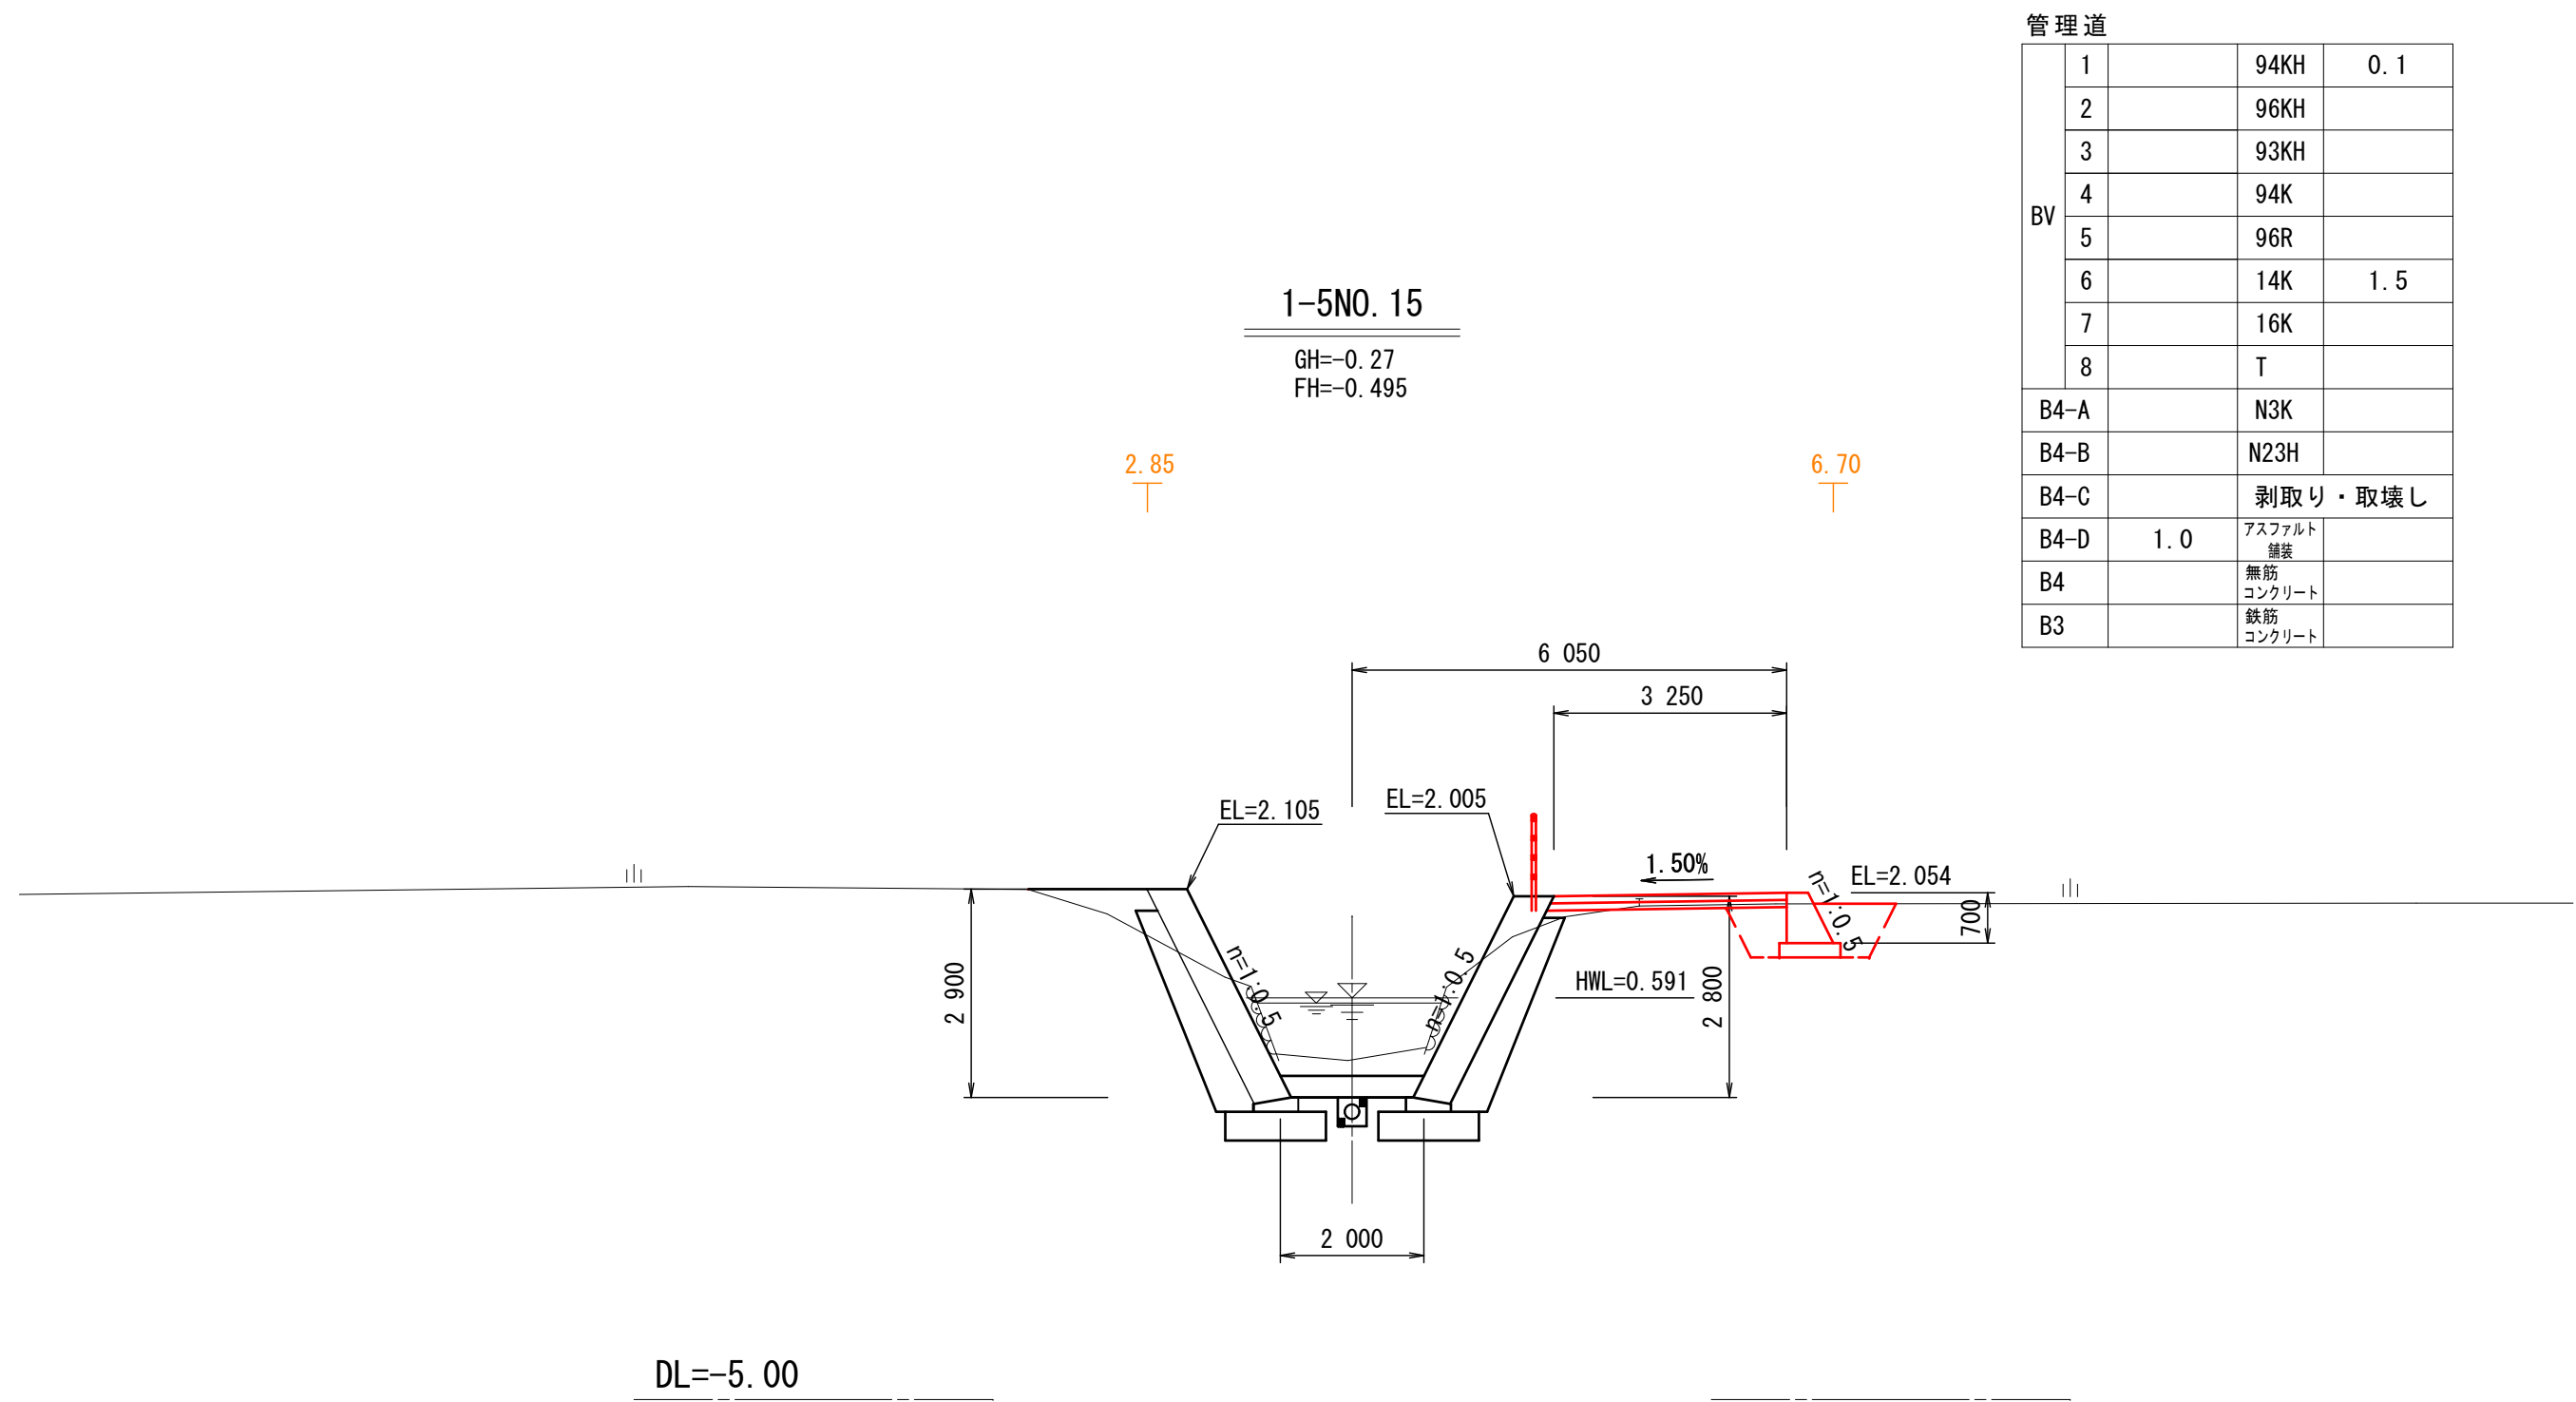 管理道
BV
1 94KH 0.1
2 96KH
3 93KH
4 94K
5 96R
6 14K 1.5
7 16K
8 T
B4-A N3K
B4-B N23H
B4-C 剥取り・取壊し
B4-D 1.0 アスファルト
舗装
B4 無筋
コンクリート
B3 鉄筋
コンクリート
1-5NO.15
GH=-0.27
FH=-0.495
2.85
6.70
6 050
3 250
EL=2.105
EL=2.005
1.50%
EL=2.054
n=1:0.5
700
2 900
n=1:0.5
n=1:0.5
HWL=0.591
2 800
2 000
DL=-5.00